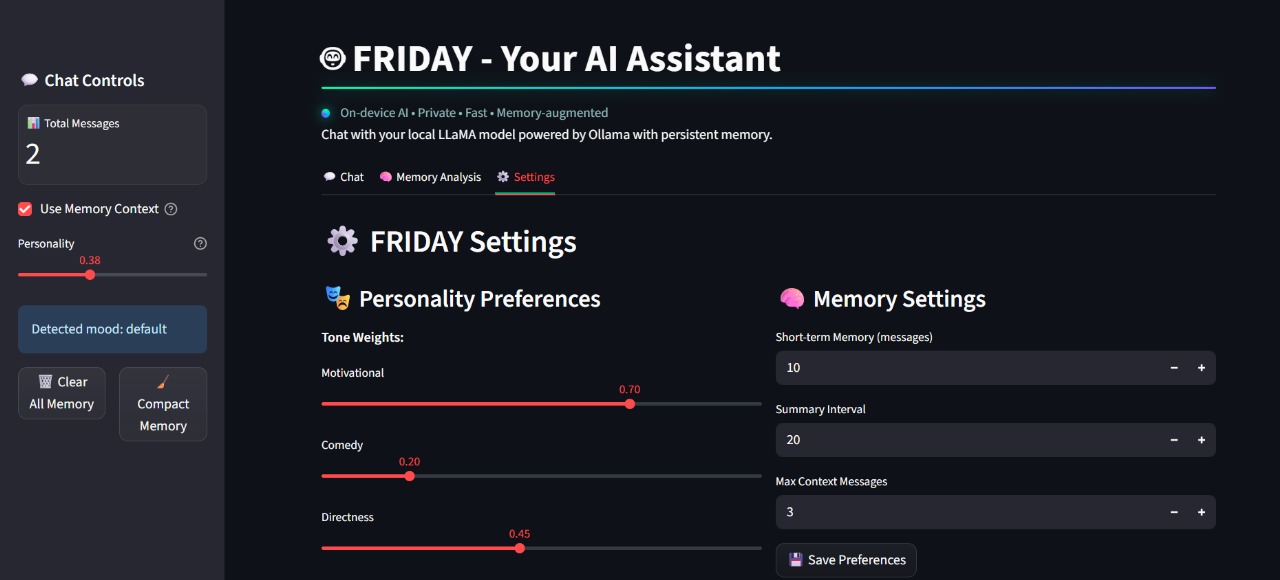 Chat Controls
Total Messages
2
Use Memory Context
Personality
0.38
Detected mood: default
Clear
All Memory
Compact
Memory
FRIDAY - Your AI Assistant
On-device AI • Private • Fast • Memory-augmented
Chat with your local LLaMA model powered by Ollama with persistent memory.
Chat Memory Analysis Settings
FRIDAY Settings
Personality Preferences
Tone Weights:
Motivational
0.70
Comedy
0.20
Directness
0.45
Memory Settings
Short-term Memory (messages)
10
Summary Interval
20
Max Context Messages
3
Save Preferences